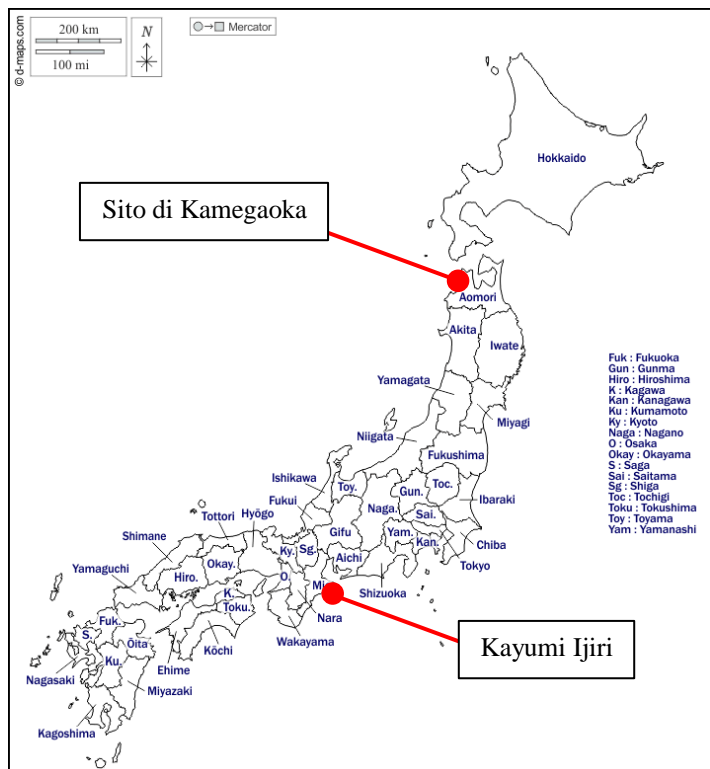 © d-maps.com
200 km
100 mi
N
Mercator
Hokkaido
Sito di Kamegaoka
Aomori
Akita
Iwate
Yamagata
Miyagi
Niigata
Fukushima
Ishikawa
Toy.
Gun.
Toc.
Fukui
Naga.
Ibaraki
Tottori
Hyōgo
Gifu
Sai.
Shimane
Ky.
Sg.
Yam.
Kan.
Chiba
Yamaguchi
Okay.
Aichi
Tokyo
Hiro.
O.
Mi
Shizuoka
K.
Toku.
Nara
Fuk.
Wakayama
S.
Ōita
Kōchi
Kayumi Ijiri
Ku.
Ehime
Nagasaki
Miyazaki
Kagoshima
Fuk : Fukuoka
Gun : Gunma
Hiro : Hiroshima
K : Kagawa
Kan : Kanagawa
Ku : Kumamoto
Ky : Kyoto
Naga : Nagano
O : Osaka
Okay : Okayama
S : Saga
Sai : Saitama
Sg : Shiga
Toc : Tochigi
Toku : Tokushima
Toy : Toyama
Yam : Yamanashi